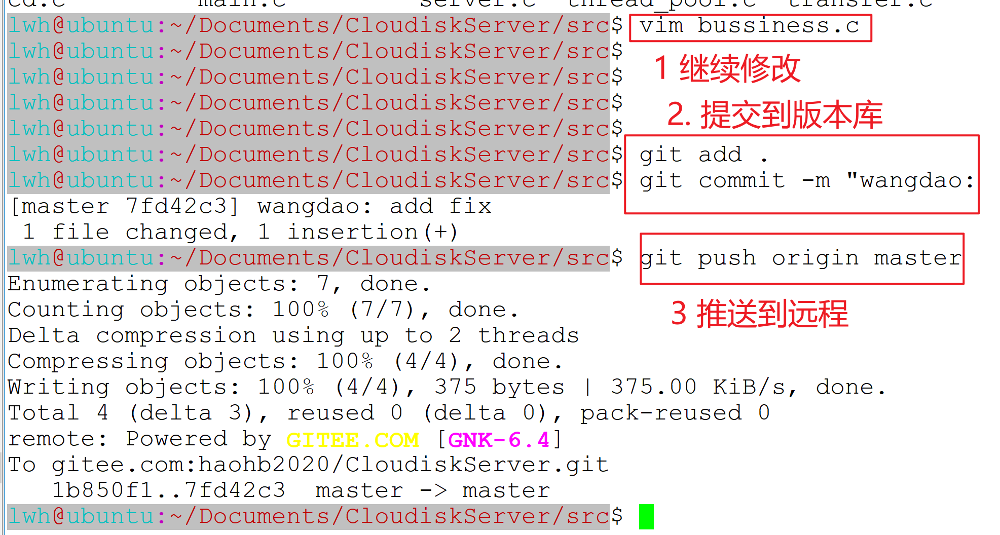 cd.c main.c server.c thread_pool.c transfer.c
lwh@ubuntu:~/Documents/CloudiskServer/src$ vim bussiness.c
lwh@ubuntu:~/Documents/CloudiskServer/src$
1 继续修改
lwh@ubuntu:~/Documents/CloudiskServer/src$
lwh@ubuntu:~/Documents/CloudiskServer/src$
2. 提交到版本库
lwh@ubuntu:~/Documents/CloudiskServer/src$
lwh@ubuntu:~/Documents/CloudiskServer/src$ git add .
lwh@ubuntu:~/Documents/CloudiskServer/src$ git commit -m "wangdao:
[master 7fd42c3] wangdao: add fix
1 file changed, 1 insertion(+)
lwh@ubuntu:~/Documents/CloudiskServer/src$ git push origin master
Enumerating objects: 7, done.
Counting objects: 100% (7/7), done.
3 推送到远程
Delta compression using up to 2 threads
Compressing objects: 100% (4/4), done.
Writing objects: 100% (4/4), 375 bytes | 375.00 KiB/s, done.
Total 4 (delta 3), reused 0 (delta 0), pack-reused 0
remote: Powered by GITEE.COM [GNK-6.4]
To gitee.com:haohb2020/CloudiskServer.git
1b850f1..7fd42c3 master -> master
lwh@ubuntu:~/Documents/CloudiskServer/src$